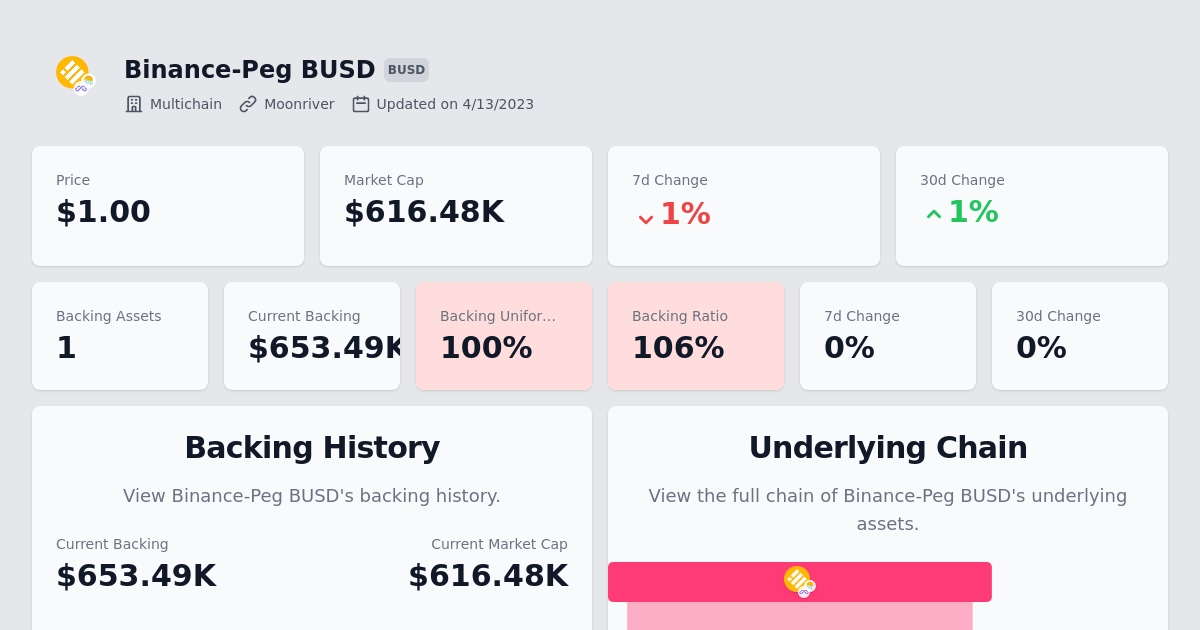 Binance-Peg BUSD BUSD
Multichain Moonriver Updated on 4/13/2023
Price
$1.00
Market Cap
$616.48K
7d Change
1%
30d Change
1%
Backing Assets
1
Current Backing
$653.49K
Backing Unifor...
100%
Backing Ratio
106%
7d Change
0%
30d Change
0%
Backing History
View Binance-Peg BUSD's backing history.
Current Backing
$653.49K
Current Market Cap
$616.48K
Underlying Chain
View the full chain of Binance-Peg BUSD's underlying
assets.